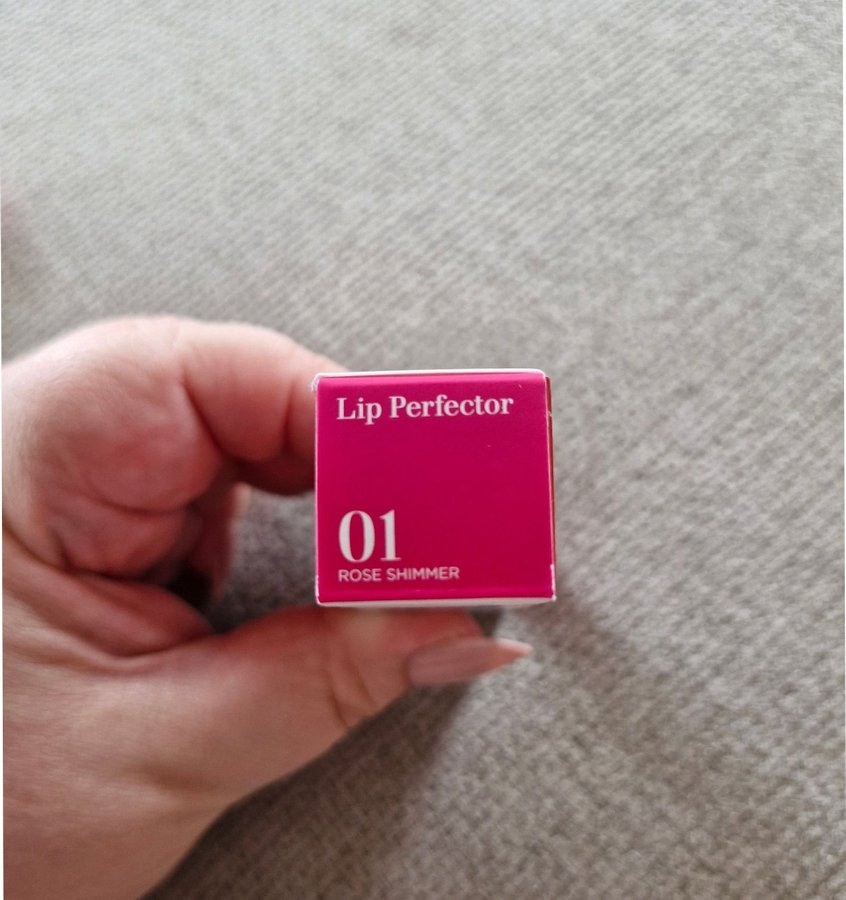 Lip Perfector
01
ROSE SHIMMER